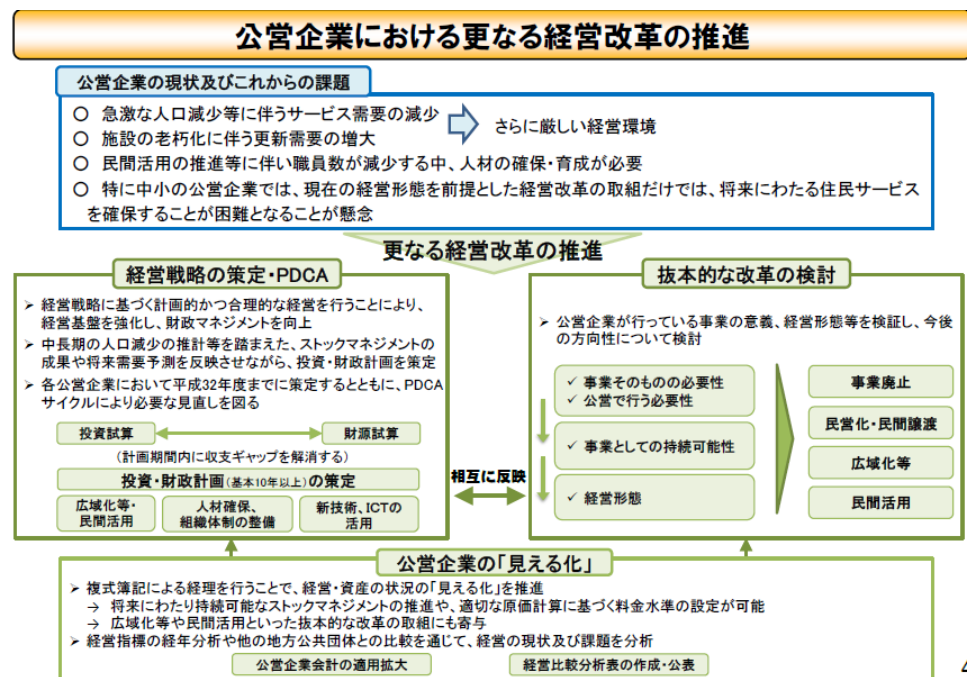 公営企業における更なる経営改革の推進
公営企業の現状及びこれからの課題
○ 急激な人口減少等に伴うサービス需要の減少
○ 施設の老朽化に伴う更新需要の増大
さらに厳しい経営環境
○ 民間活用の推進等に伴い職員数が減少する中、人材の確保・育成が必要
○ 特に中小の公営企業では、現在の経営形態を前提とした経営改革の取組だけでは、将来にわたる住民サービス
を確保することが困難となることが懸念
更なる経営改革の推進
経営戦略の策定・PDCA
➢ 経営戦略に基づく計画的かつ合理的な経営を行うことにより、
経営基盤を強化し、財政マネジメントを向上
➢ 中長期の人口減少の推計等を踏まえた、ストックマネジメントの
成果や将来需要予測を反映させながら、投資・財政計画を策定
➢ 各公営企業において平成32年度までに策定するとともに、PDCA
サイクルにより必要な見直しを図る
投資試算
財源試算
(計画期間内に収支ギャップを解消する)
投資・財政計画(基本10年以上)の策定
広域化等・
民間活用
人材確保、
組織体制の整備
新技術、ICTの
活用
相互に反映
抜本的な改革の検討
➢ 公営企業が行っている事業の意義、経営形態等を検証し、今後
の方向性について検討
✓ 事業そのものの必要性
✓ 公営で行う必要性
✓ 事業としての持続可能性
✓ 経営形態
事業廃止
民営化・民間譲渡
広域化等
民間活用
公営企業の「見える化」
➢ 複式簿記による経理を行うことで、経営・資産の状況の「見える化」を推進
→ 将来にわたり持続可能なストックマネジメントの推進や、適切な原価計算に基づく料金水準の設定が可能
→ 広域化等や民間活用といった抜本的な改革の取組にも寄与
➢ 経営指標の経年分析や他の地方公共団体との比較を通じて、経営の現状及び課題を分析
公営企業会計の適用拡大
経営比較分析表の作成・公表
4